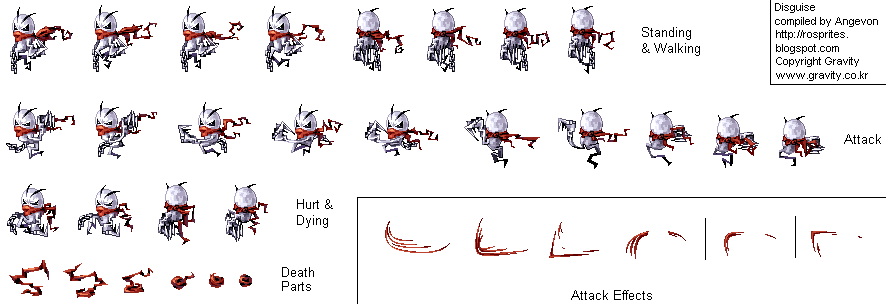 Disguise
compiled by Angevon
http://rosprites.
blogspot.com
Copyright Gravity
www.gravity.co.kr
Standing
& Walking
Attack
Hurt &
Dying
Death
Parts
Attack Effects